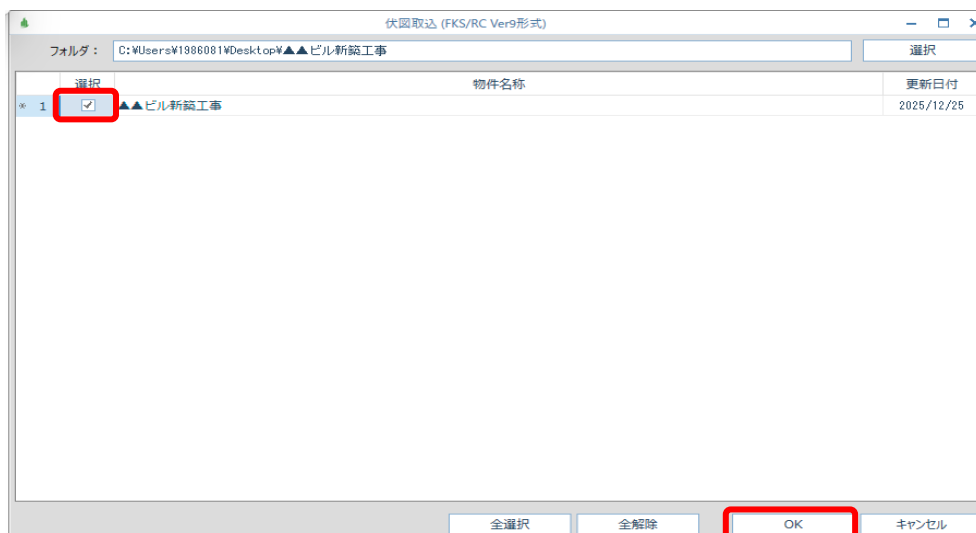 伏図取込 (FKS/RC Ver9形式)
フォルダ： C:¥Users¥1986081¥Desktop¥▲▲ビル新築工事 選択
選択 物件名称 更新日付
* 1 ▲▲ビル新築工事 2025/12/25
全選択 全解除 OK キャンセル